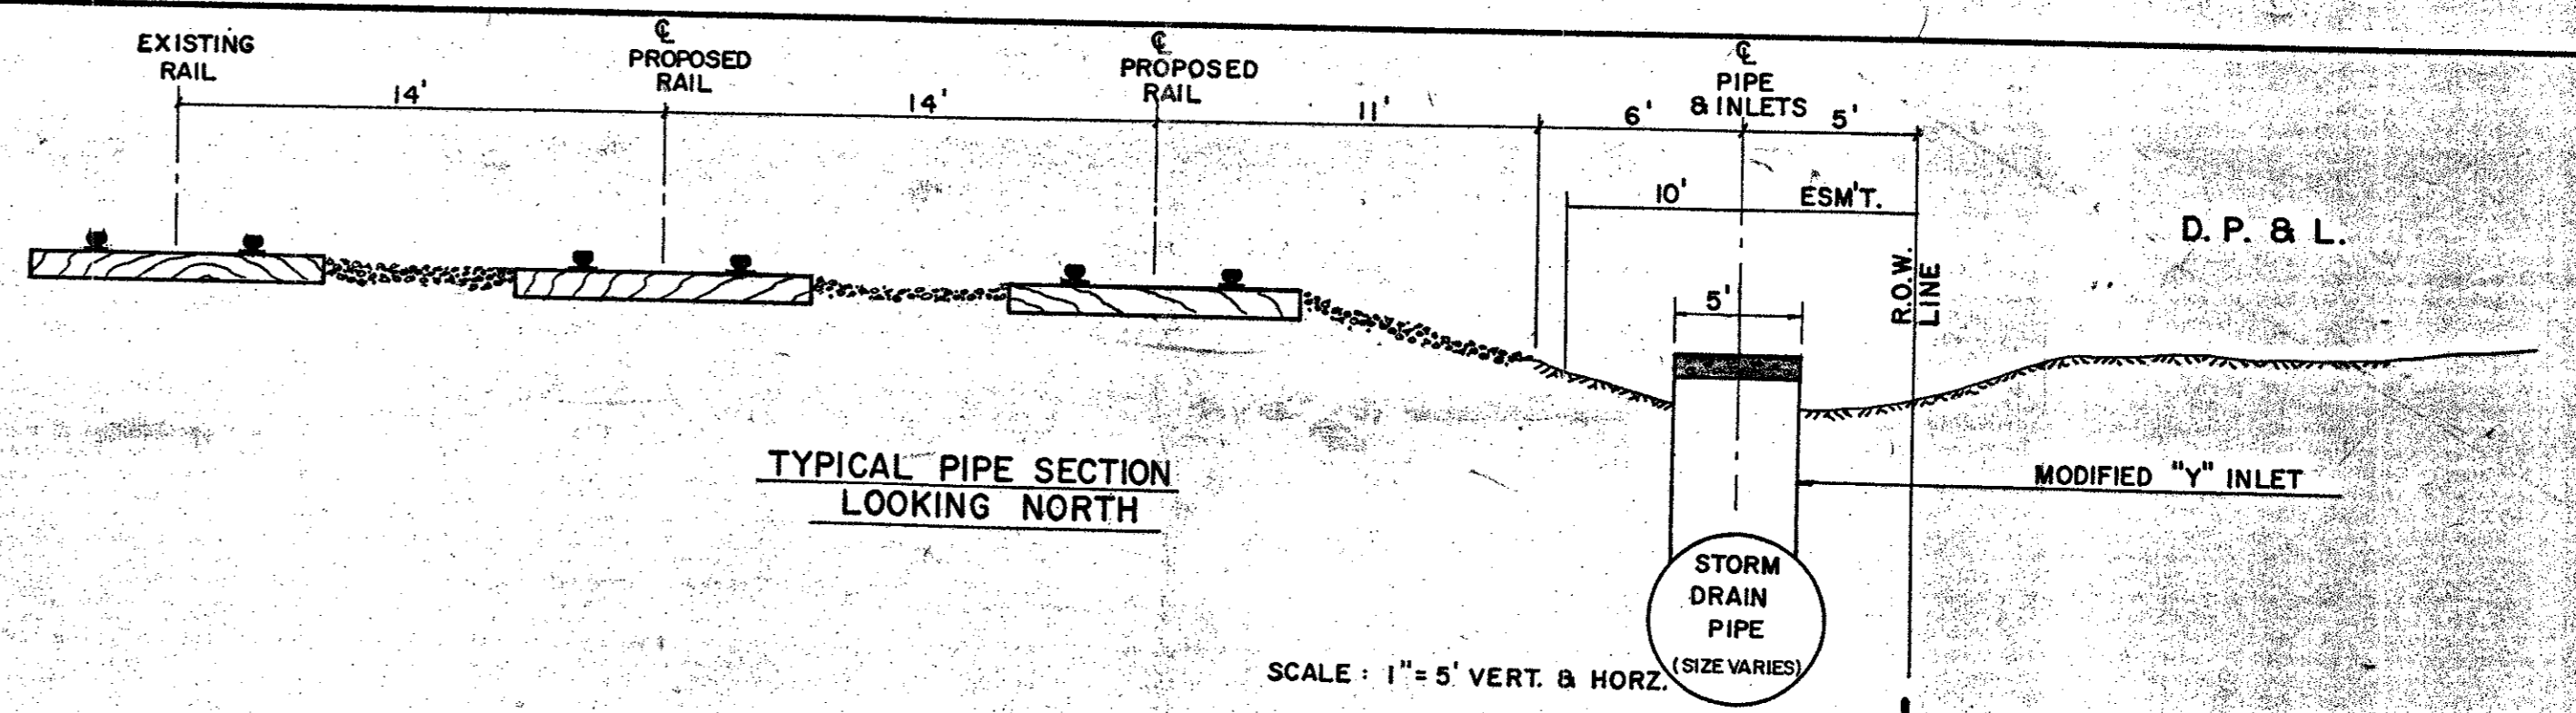 EXISTING
RAIL
℄
PROPOSED
RAIL
℄
PROPOSED
RAIL
℄
PIPE
& INLETS
14'
14'
11'
6'
5'
10'
ESM'T.
D. P. & L.
R.O.W.
LINE
5'
TYPICAL PIPE SECTION
LOOKING NORTH
MODIFIED "Y" INLET
STORM
DRAIN
PIPE
(SIZE VARIES)
SCALE : 1" = 5' VERT. & HORZ.